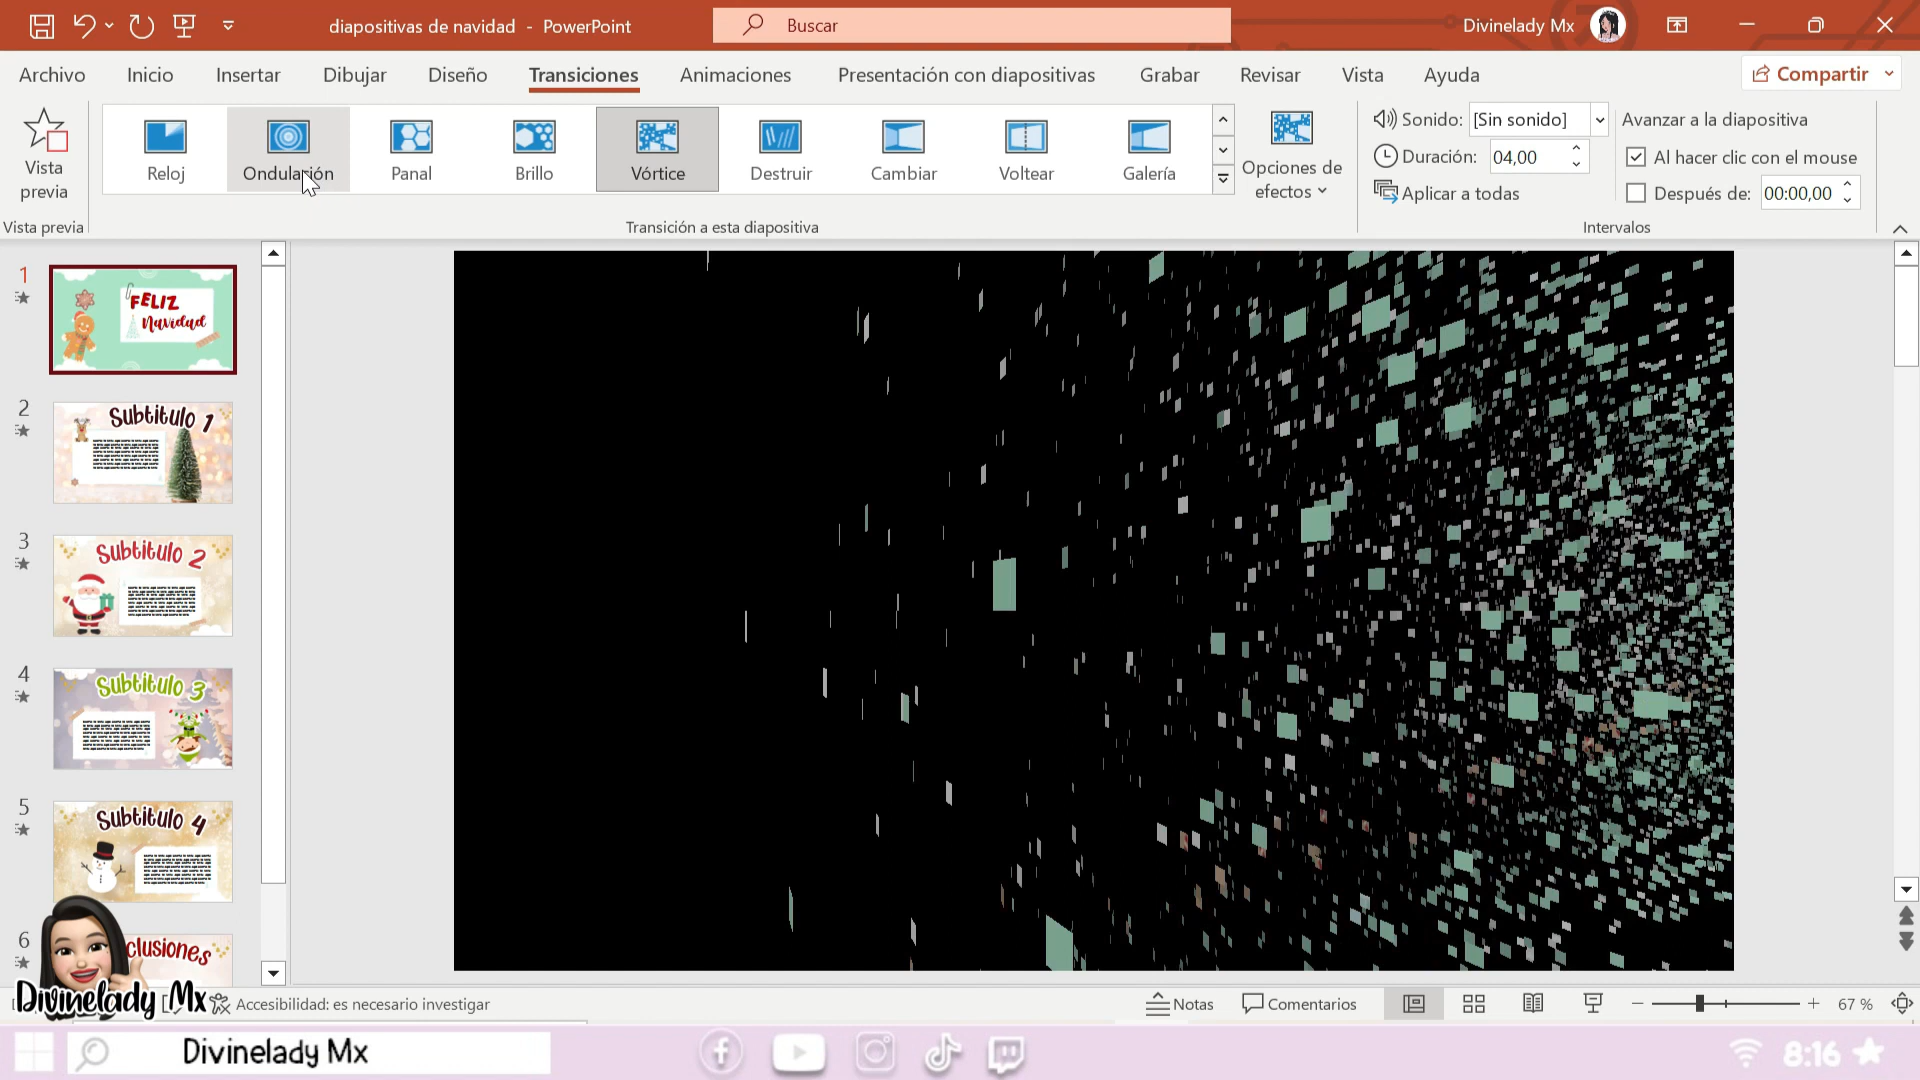 diapositivas de navidad - PowerPoint
Buscar
Divinelady Mx
Archivo
Inicio
Insertar
Dibujar
Diseño
Transiciones
Animaciones
Presentación con diapositivas
Grabar
Revisar
Vista
Ayuda
Compartir
Vista previa
Reloj
Ondulación
Panal
Brillo
Vórtice
Destruir
Cambiar
Voltear
Galería
Opciones de efectos
Sonido: [Sin sonido]
Duración: 04,00
Aplicar a todas
Avanzar a la diapositiva
Al hacer clic con el mouse
Después de: 00:00,00
Vista previa
Transición a esta diapositiva
Intervalos
1
FELIZ
Navidad
2
Subtitulo 1
3
Subtitulo 2
4
Subtitulo 3
5
Subtitulo 4
6
clusiones
Divinelady Mx
Accesibilidad: es necesario investigar
Notas
Comentarios
67 %
Divinelady Mx
8:16